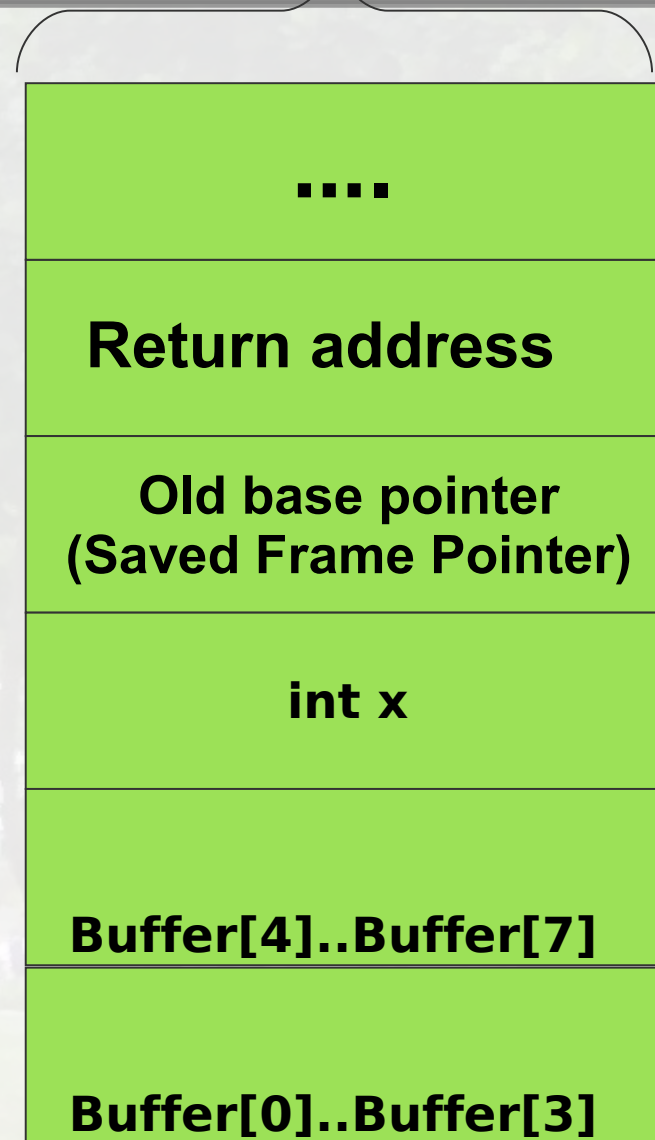 ....
Return address
Old base pointer
(Saved Frame Pointer)
int x
Buffer[4]..Buffer[7]
Buffer[0]..Buffer[3]